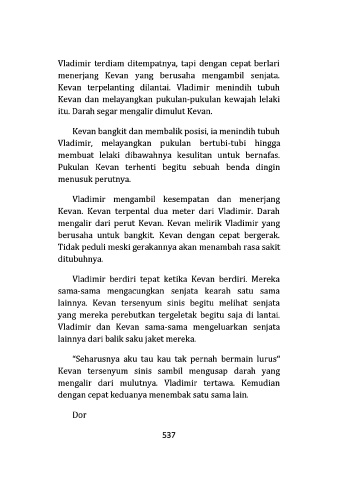 Vladimir terdiam ditempatnya, tapi dengan cepat berlari
menerjang Kevan yang berusaha mengambil senjata.
Kevan terpelanting dilantai. Vladimir menindih tubuh
Kevan dan melayangkan pukulan-pukulan kewajah lelaki
itu. Darah segar mengalir dimulut Kevan.
Kevan bangkit dan membalik posisi, ia menindih tubuh
Vladimir, melayangkan pukulan bertubi-tubi hingga
membuat lelaki dibawahnya kesulitan untuk bernafas.
Pukulan Kevan terhenti begitu sebuah benda dingin
menusuk perutnya.
Vladimir mengambil kesempatan dan menerjang
Kevan. Kevan terpental dua meter dari Vladimir. Darah
mengalir dari perut Kevan. Kevan melirik Vladimir yang
berusaha untuk bangkit. Kevan dengan cepat bergerak.
Tidak peduli meski gerakannya akan menambah rasa sakit
ditubuhnya.
Vladimir berdiri tepat ketika Kevan berdiri. Mereka
sama-sama mengacungkan senjata kearah satu sama
lainnya. Kevan tersenyum sinis begitu melihat senjata
yang mereka perebutkan tergeletak begitu saja di lantai.
Vladimir dan Kevan sama-sama mengeluarkan senjata
lainnya dari balik saku jaket mereka.
"Seharusnya aku tau kau tak pernah bermain lurus"
Kevan tersenyum sinis sambil mengusap darah yang
mengalir dari mulutnya. Vladimir tertawa. Kemudian
dengan cepat keduanya menembak satu sama lain.
Dor
537